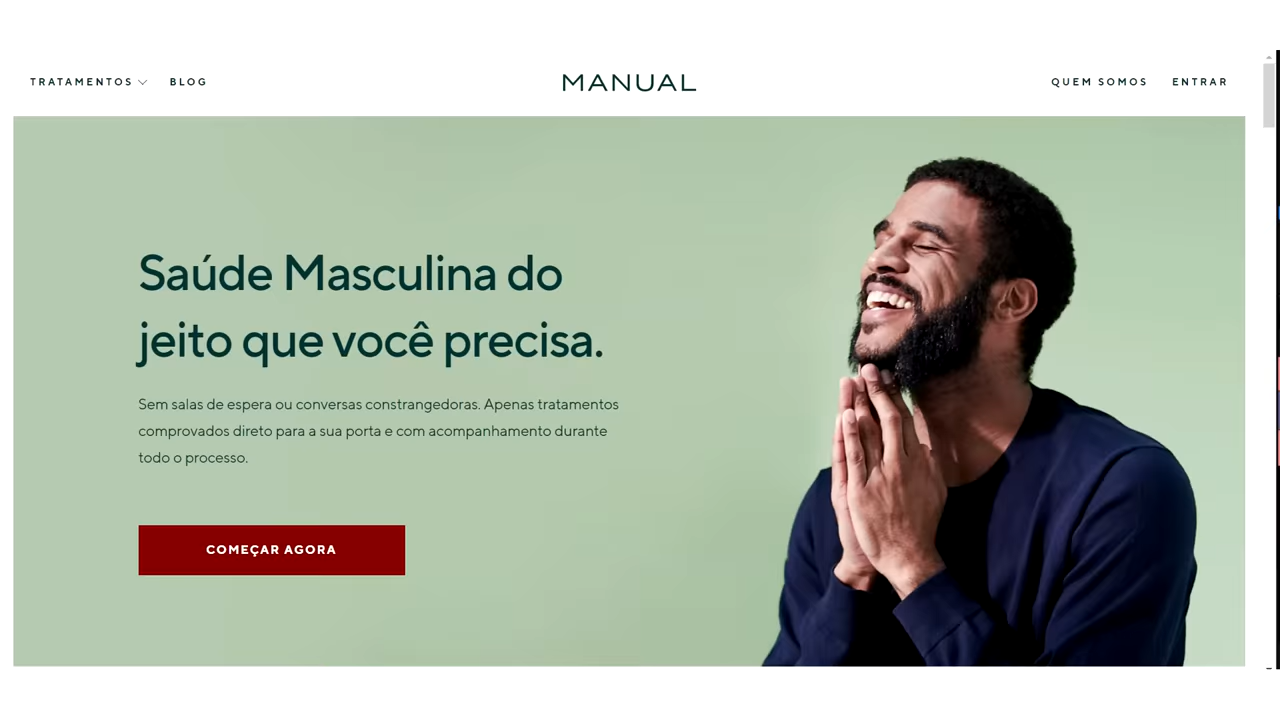 TRATAMENTOS BLOG MANUAL QUEM SOMOS ENTRAR
Saúde Masculina do
jeito que você precisa.
Sem salas de espera ou conversas constrangedoras. Apenas tratamentos
comprovados direto para a sua porta e com acompanhamento durante
todo o processo.
COMEÇAR AGORA